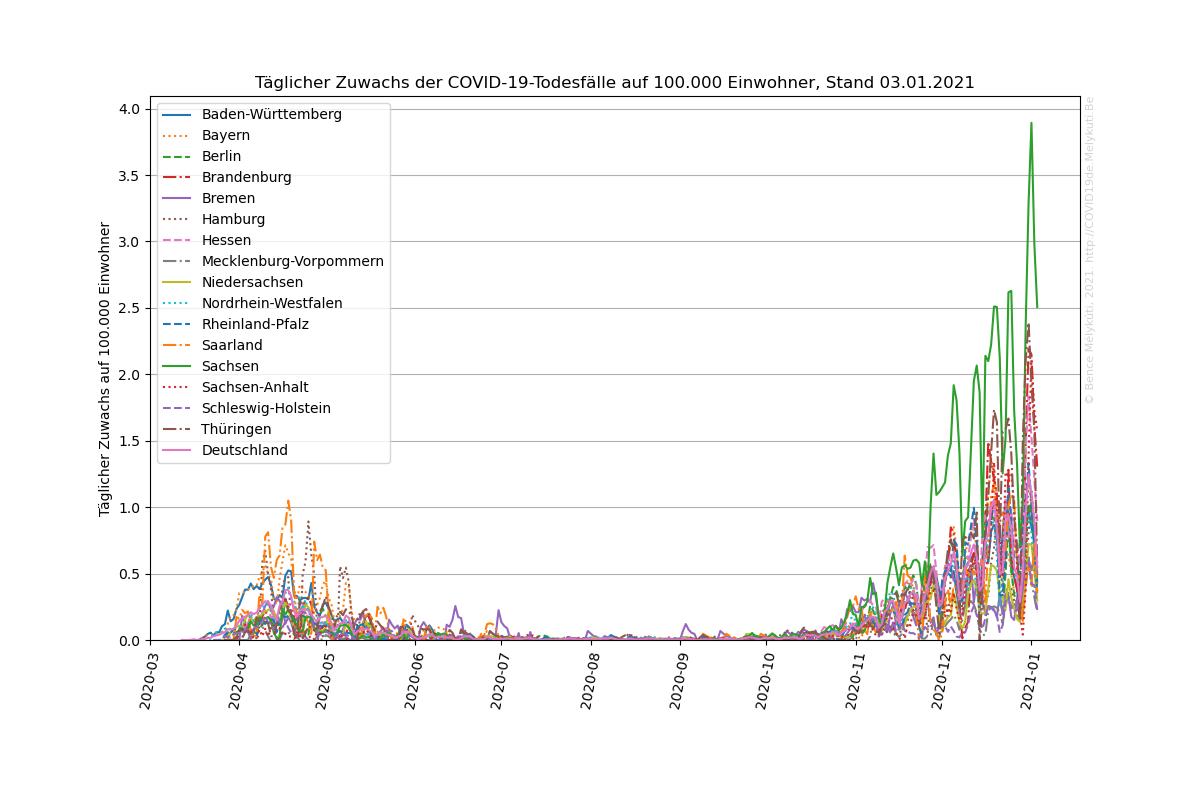 Täglicher Zuwachs der COVID-19-Todesfälle auf 100.000 Einwohner, Stand 03.01.2021
Täglicher Zuwachs auf 100.000 Einwohner
4.0
3.5
3.0
2.5
2.0
1.5
1.0
0.5
0.0
Baden-Württemberg
Bayern
Berlin
Brandenburg
Bremen
Hamburg
Hessen
Mecklenburg-Vorpommern
Niedersachsen
Nordrhein-Westfalen
Rheinland-Pfalz
Saarland
Sachsen
Sachsen-Anhalt
Schleswig-Holstein
Thüringen
Deutschland
2020-03
2020-04
2020-05
2020-06
2020-07
2020-08
2020-09
2020-10
2020-11
2020-12
2021-01
© Bence Mélykúti, 2021. http://COVID19de.Melykuti.Be